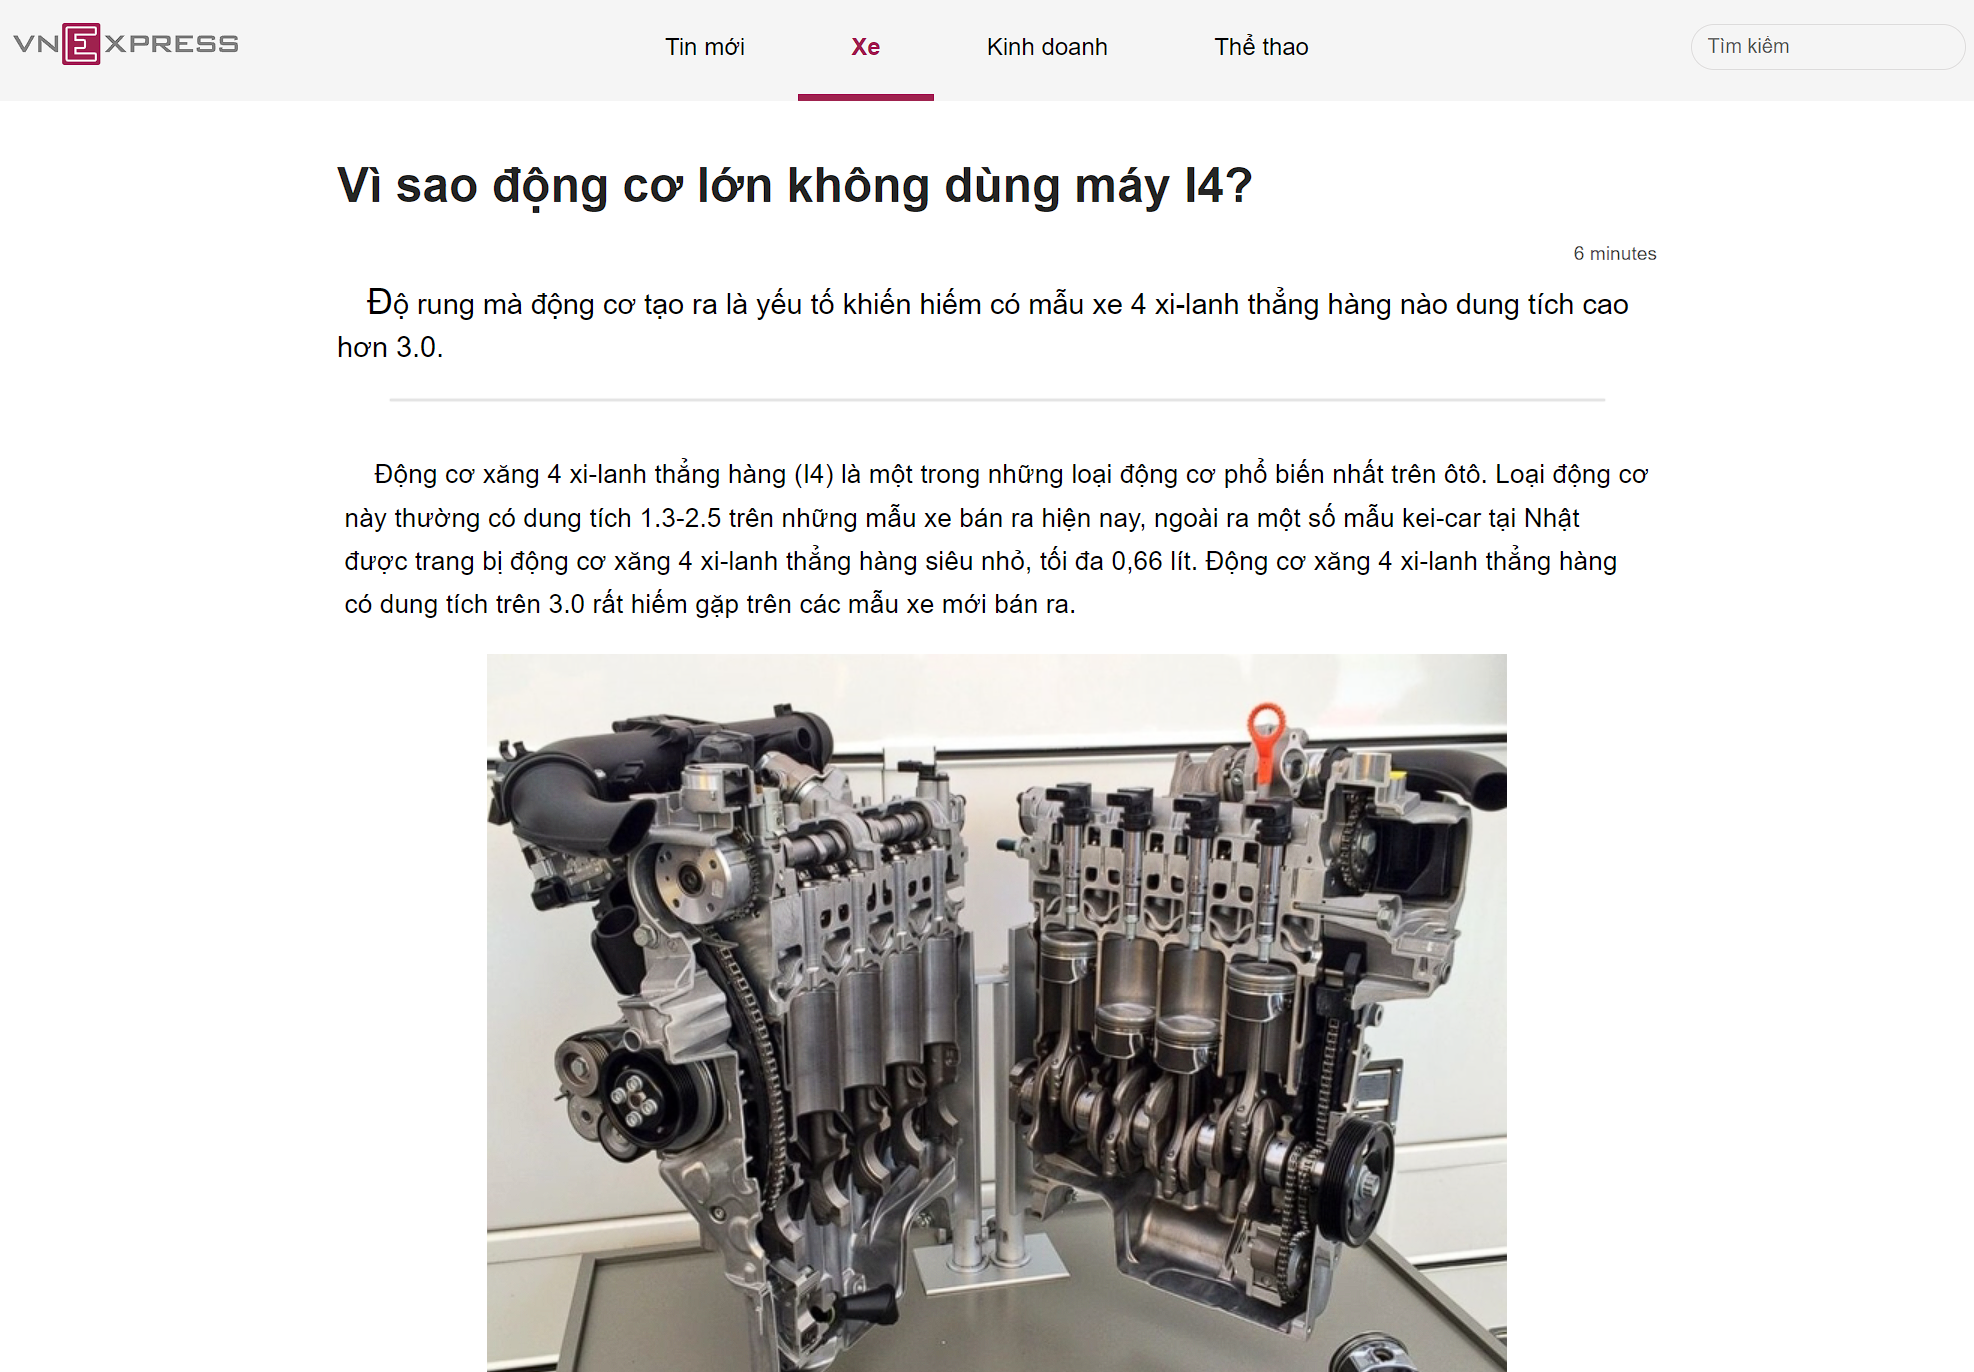 VNEXPRESS
Tin mới
Xe
Kinh doanh
Thể thao
Tìm kiêm
Vì sao động cơ lớn không dùng máy I4?
6 minutes
Độ rung mà động cơ tạo ra là yếu tố khiến hiếm có mẫu xe 4 xi-lanh thẳng hàng nào dung tích cao
hơn 3.0.
Động cơ xăng 4 xi-lanh thẳng hàng (I4) là một trong những loại động cơ phổ biến nhất trên ôtô. Loại động cơ
này thường có dung tích 1.3-2.5 trên những mẫu xe bán ra hiện nay, ngoài ra một số mẫu kei-car tại Nhật
được trang bị động cơ xăng 4 xi-lanh thẳng hàng siêu nhỏ, tối đa 0,66 lít. Động cơ xăng 4 xi-lanh thẳng hàng
có dung tích trên 3.0 rất hiếm gặp trên các mẫu xe mới bán ra.